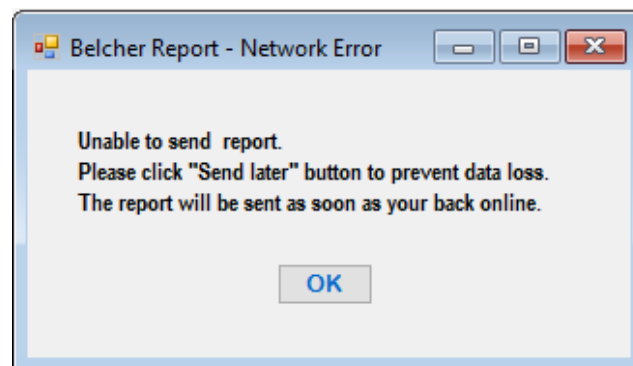 Belcher Report - Network Error
Unable to send  report.
Please click "Send later" button to prevent data loss.
The report will be sent as soon as your back online.
OK